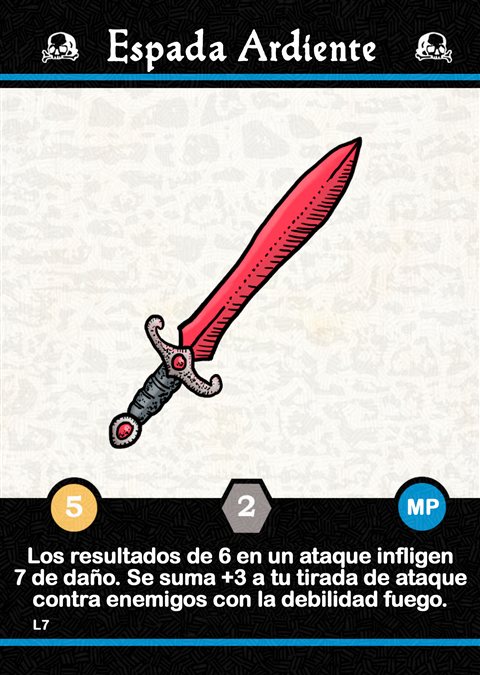 Espada Ardiente
5
2
MP
Los resultados de 6 en un ataque infligen
7 de daño. Se suma +3 a tu tirada de ataque
contra enemigos con la debilidad fuego.
L7